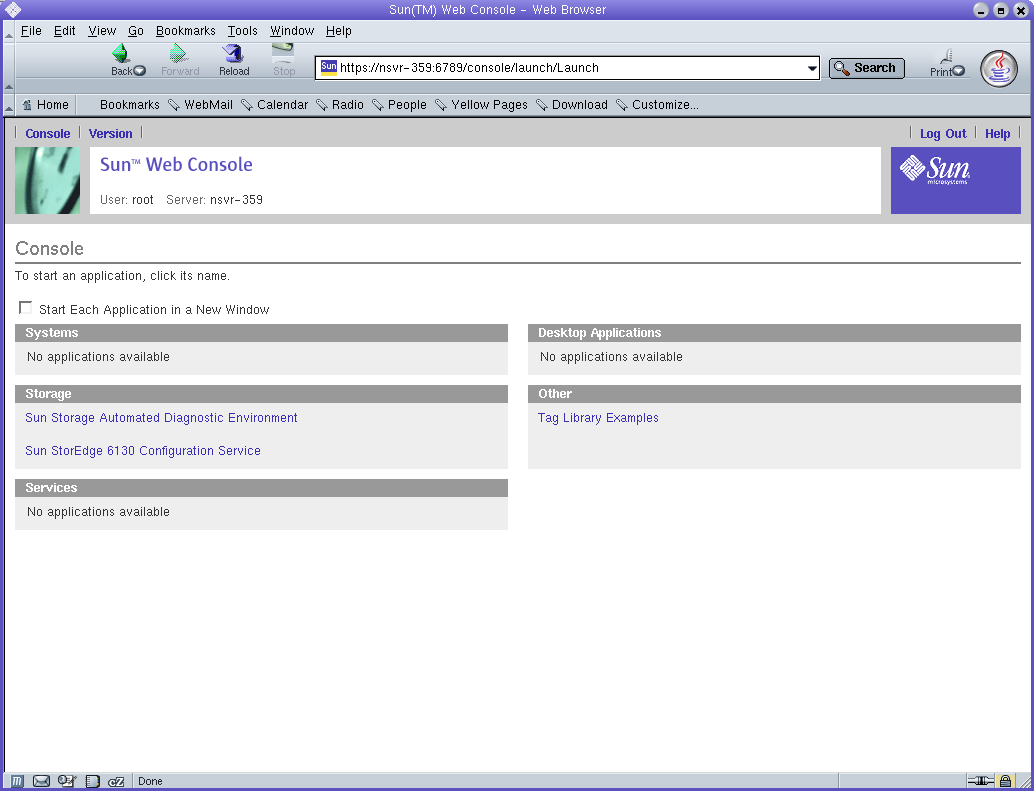 Sun(TM) Web Console - Web Browser
File Edit View Go Bookmarks Tools Window Help
Back Forward Reload Stop Sun https://nsvr-359:6789/console/launch/Launch Search Print
Home Bookmarks WebMail Calendar Radio People Yellow Pages Download Customize...
Console Version Log Out Help
Sun™ Web Console
User: root Server: nsvr-359
Sun
microsystems
Console
To start an application, click its name.
Start Each Application in a New Window
Systems
No applications available
Desktop Applications
No applications available
Storage
Sun Storage Automated Diagnostic Environment
Sun StorEdge 6130 Configuration Service
Other
Tag Library Examples
Services
No applications available
Done